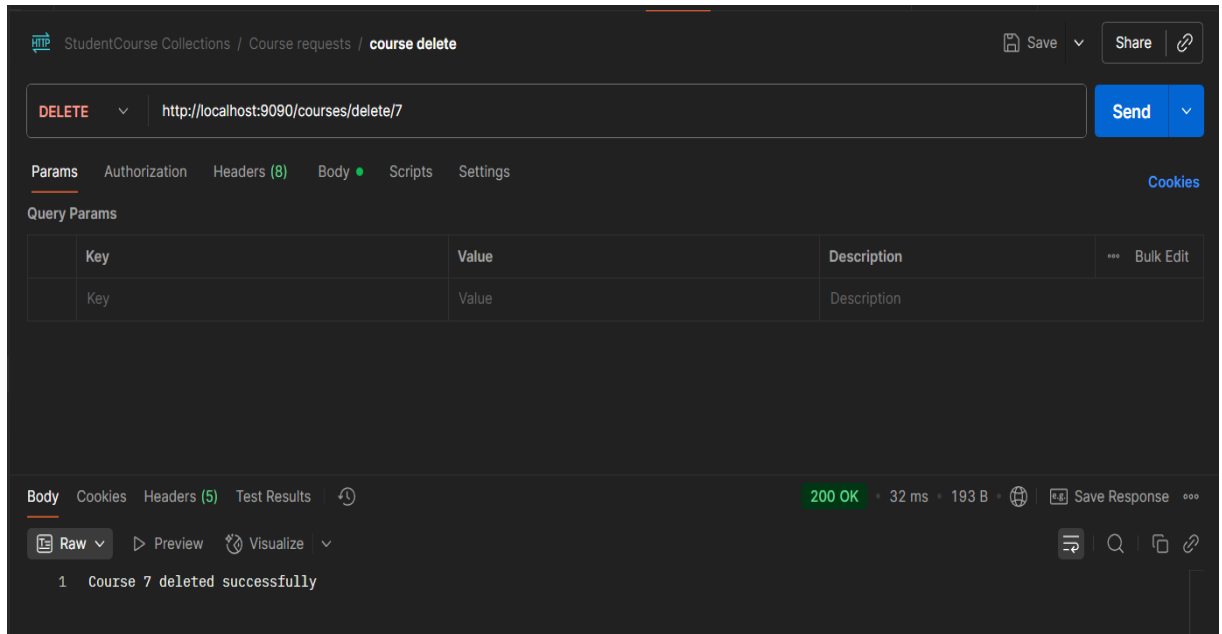 HTTP StudentCourse Collections / Course requests / course delete Save Share
DELETE http://localhost:9090/courses/delete/7 Send
Params Authorization Headers (8) Body Scripts Settings Cookies
Query Params
Key Value Description Bulk Edit
Key Value Description
Body Cookies Headers (5) Test Results 200 OK 32 ms 193 B e.g. Save Response
Raw Preview Visualize
1 Course 7 deleted successfully